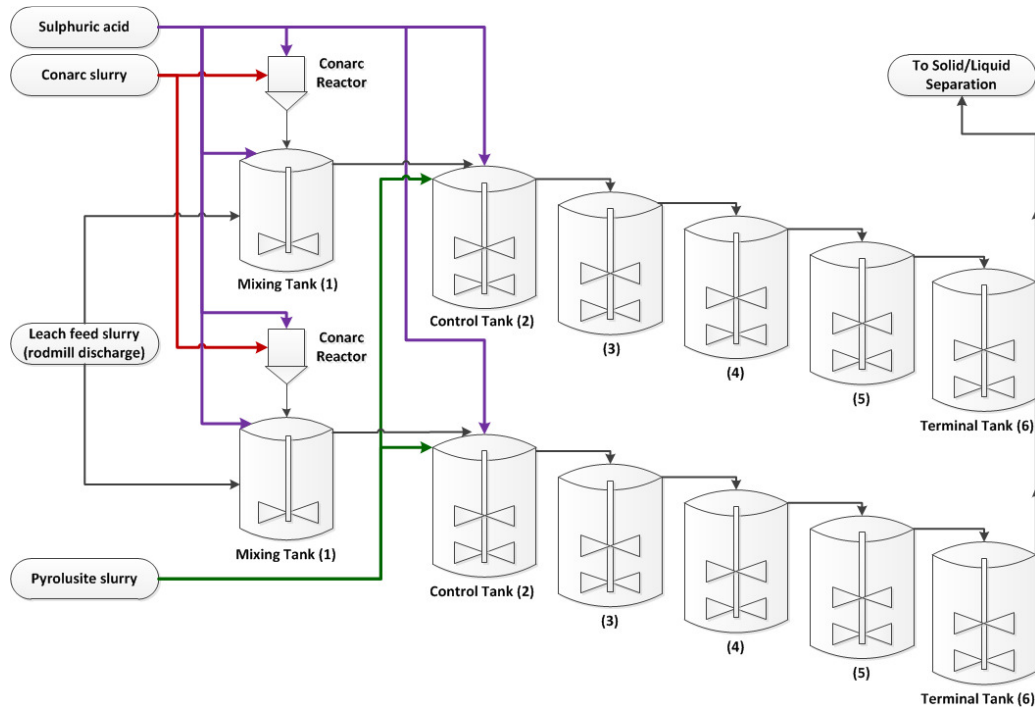 Sulphuric acid
Conarc slurry
Conarc
Reactor
To Solid/Liquid
Separation
Mixing Tank (1)
Control Tank (2)
(3)
(4)
(5)
Terminal Tank (6)
Leach feed slurry
(rodmill discharge)
Conarc
Reactor
Mixing Tank (1)
Pyrolusite slurry
Control Tank (2)
(3)
(4)
(5)
Terminal Tank (6)